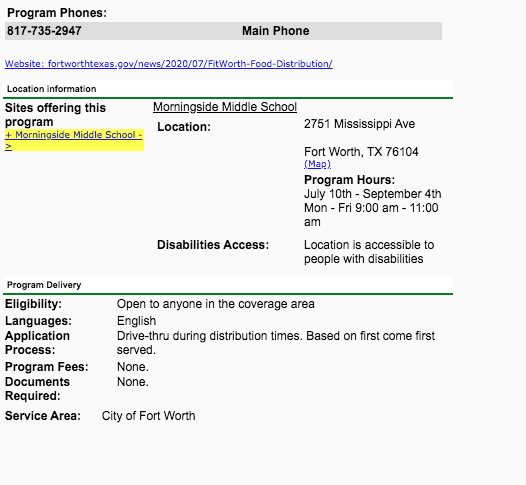 Program Phones:
817-735-2947 Main Phone
Website: fortworthtexas.gov/news/2020/07/FitWorth-Food-Distribution/
Location information
Sites offering this program
+ Morningside Middle School ->
Morningside Middle School
Location: 2751 Mississippi Ave
Fort Worth, TX 76104
(Map)
Program Hours:
July 10th - September 4th
Mon - Fri 9:00 am - 11:00
am
Disabilities Access: Location is accessible to
people with disabilities
Program Delivery
Eligibility: Open to anyone in the coverage area
Languages: English
Application Process: Drive-thru during distribution times. Based on first come first
served.
Program Fees: None.
Documents Required: None.
Service Area: City of Fort Worth